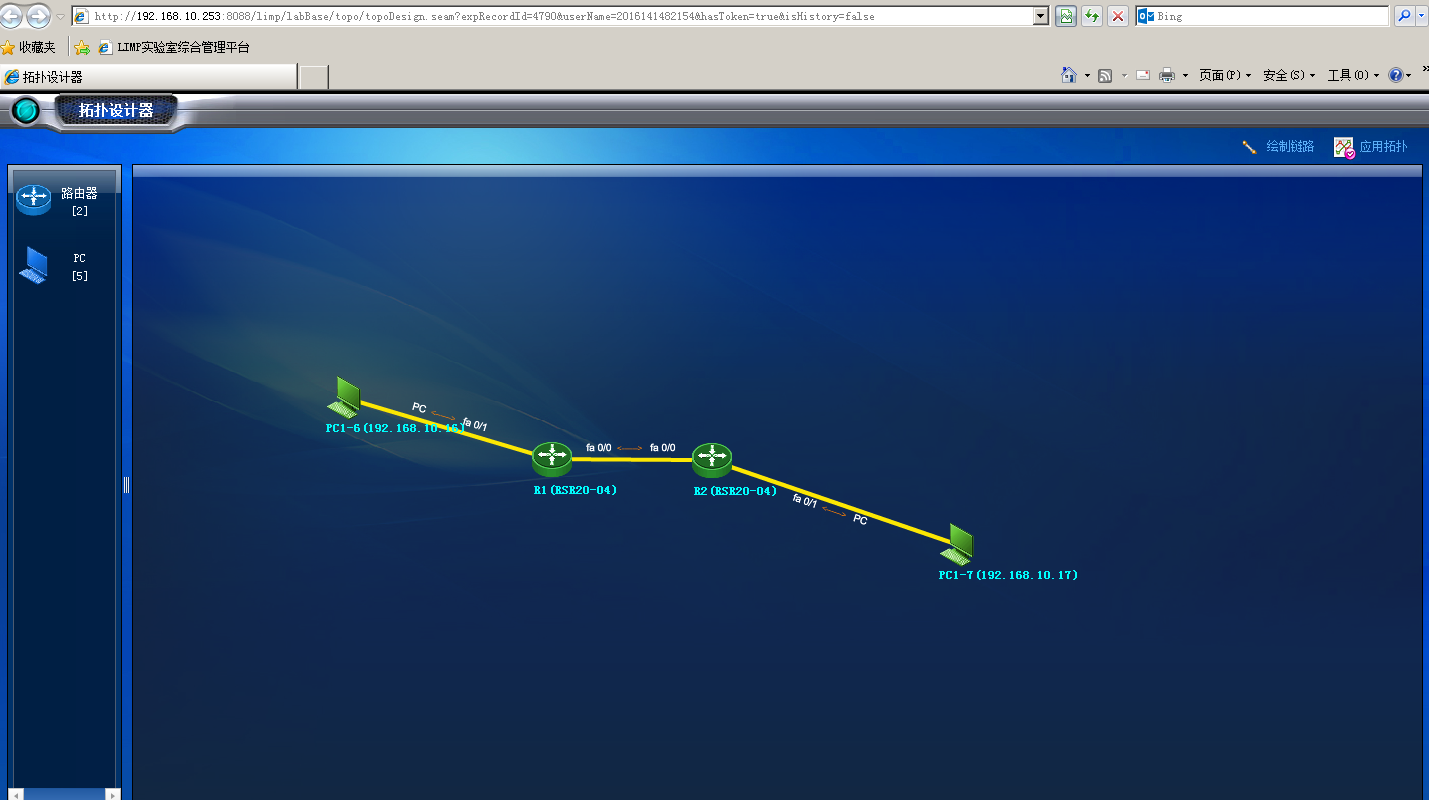 http://192.168.10.253:8088/limp/labBase/topo/topoDesign.seam?expRecordId=4790&userName=2016141482154&hasToken=true&isHistory=false
Bing
收藏夹
LIMP实验室综合管理平台
拓扑设计器
页面(P)
安全(S)
工具(O)
拓扑设计器
绘制链路
应用拓扑
路由器
[2]
PC
[5]
PC
fa 0/1
PC1-6(192.168.10.16)
fa 0/0
fa 0/0
R1(RSR20-04)
R2(RSR20-04)
fa 0/1
PC
PC1-7(192.168.10.17)